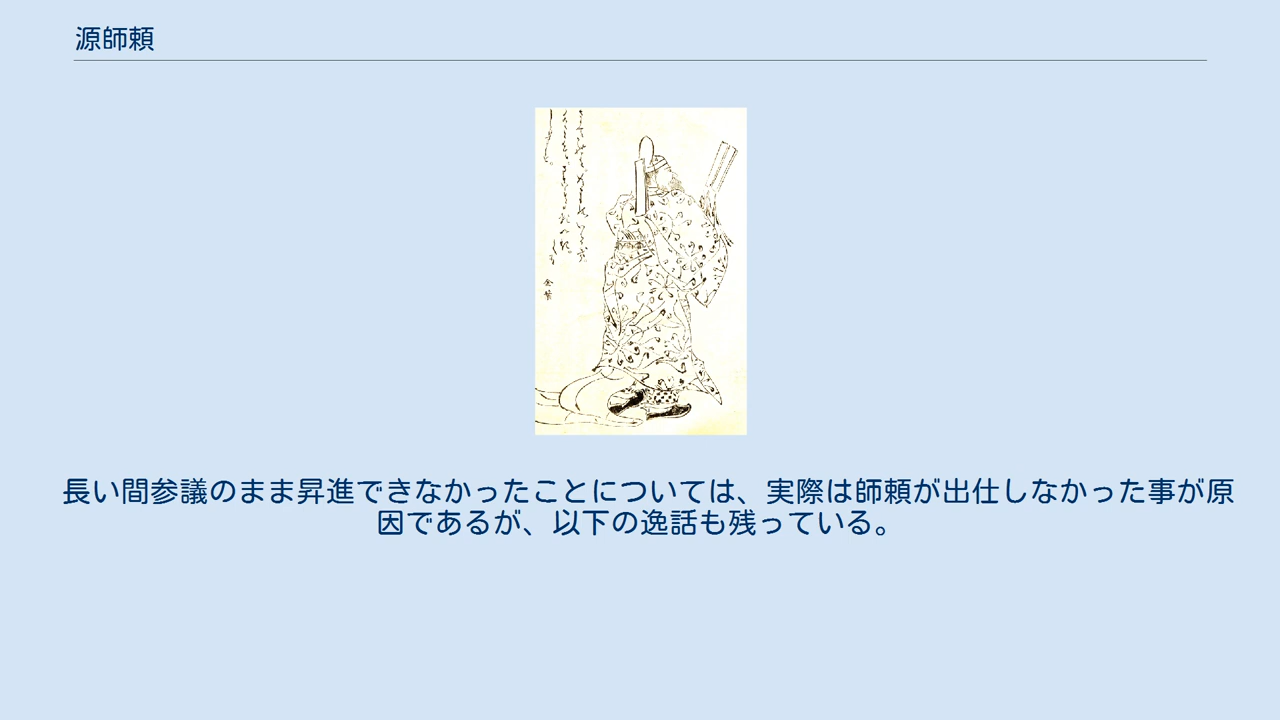 源師頼
長い間参議のまま昇進できなかったことについては、実際は師頼が出仕しなかった事が原
因であるが、以下の逸話も残っている。